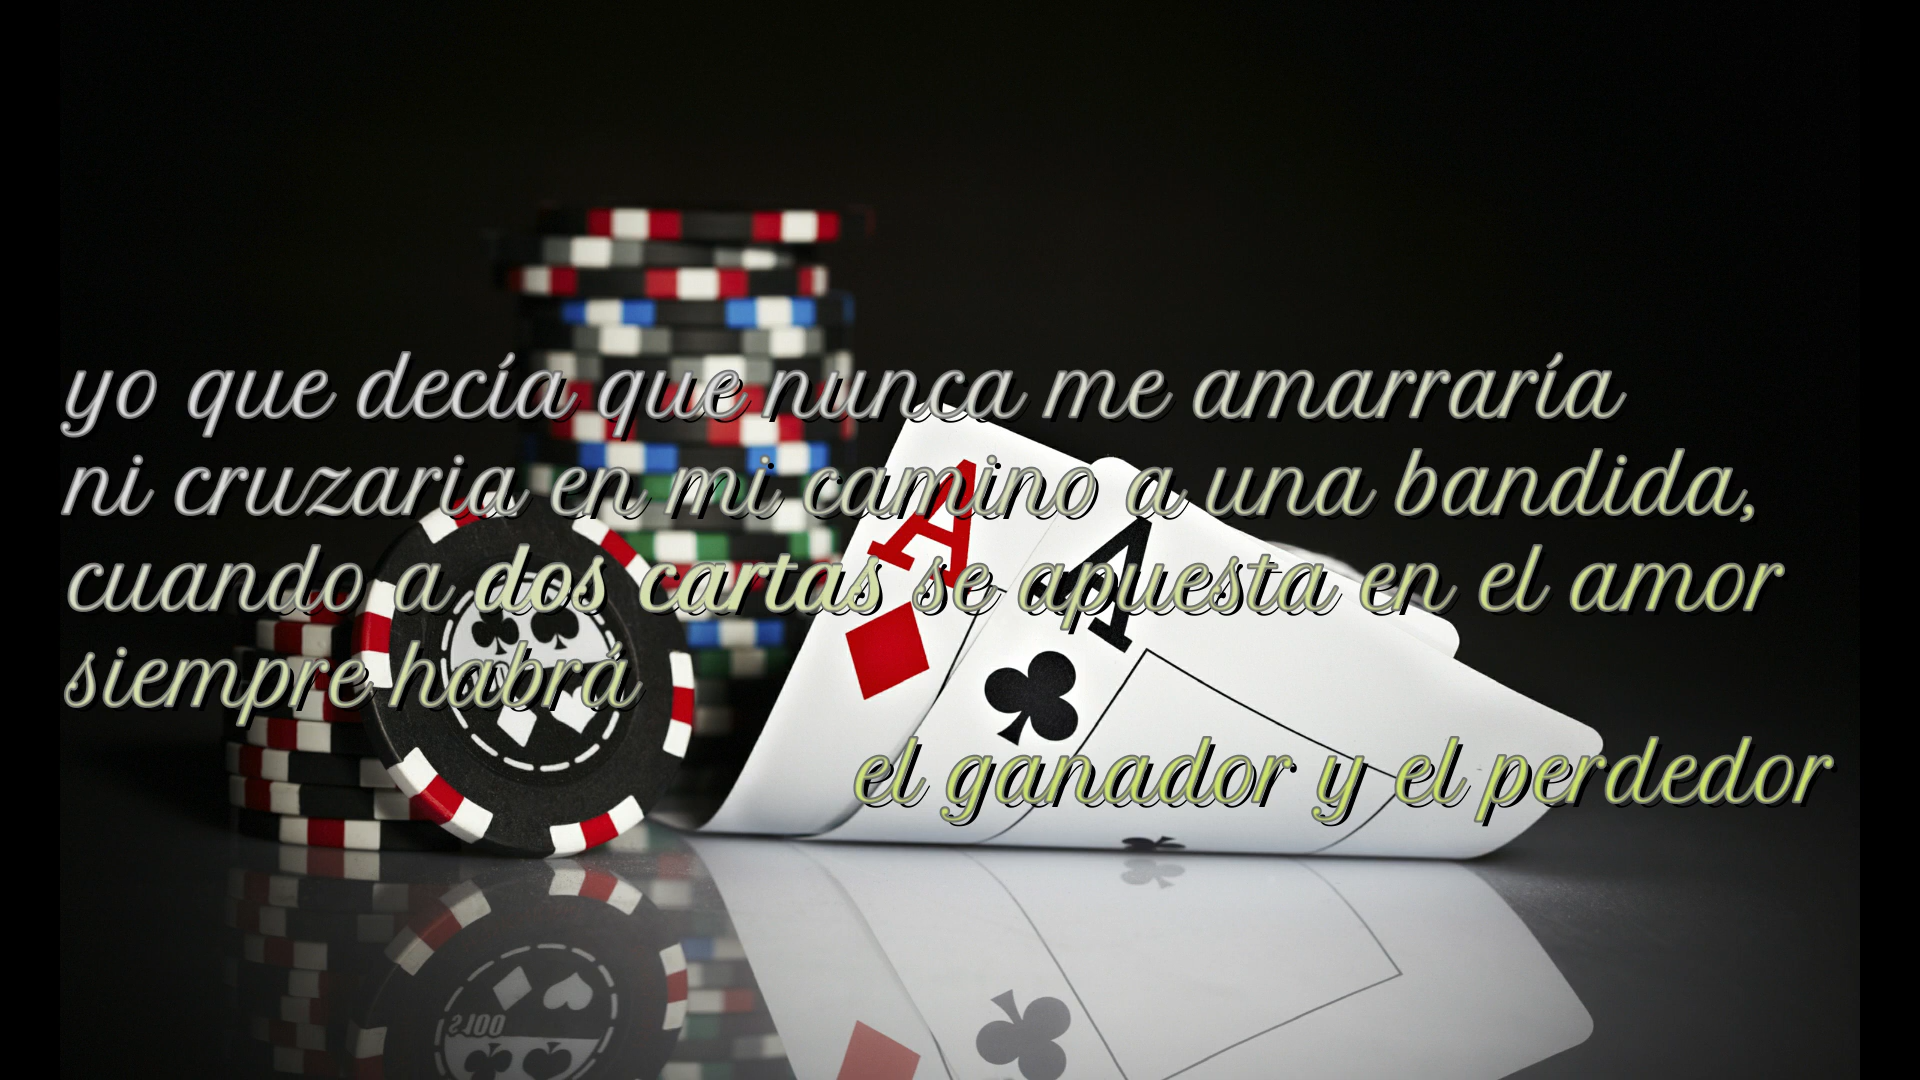 yo que decía que nunca me amarraría
ni cruzaria en mi camino a una bandida,
cuando a dos cartas se apuesta en el amor
siempre habrá
el ganador y el perdedor
A
A